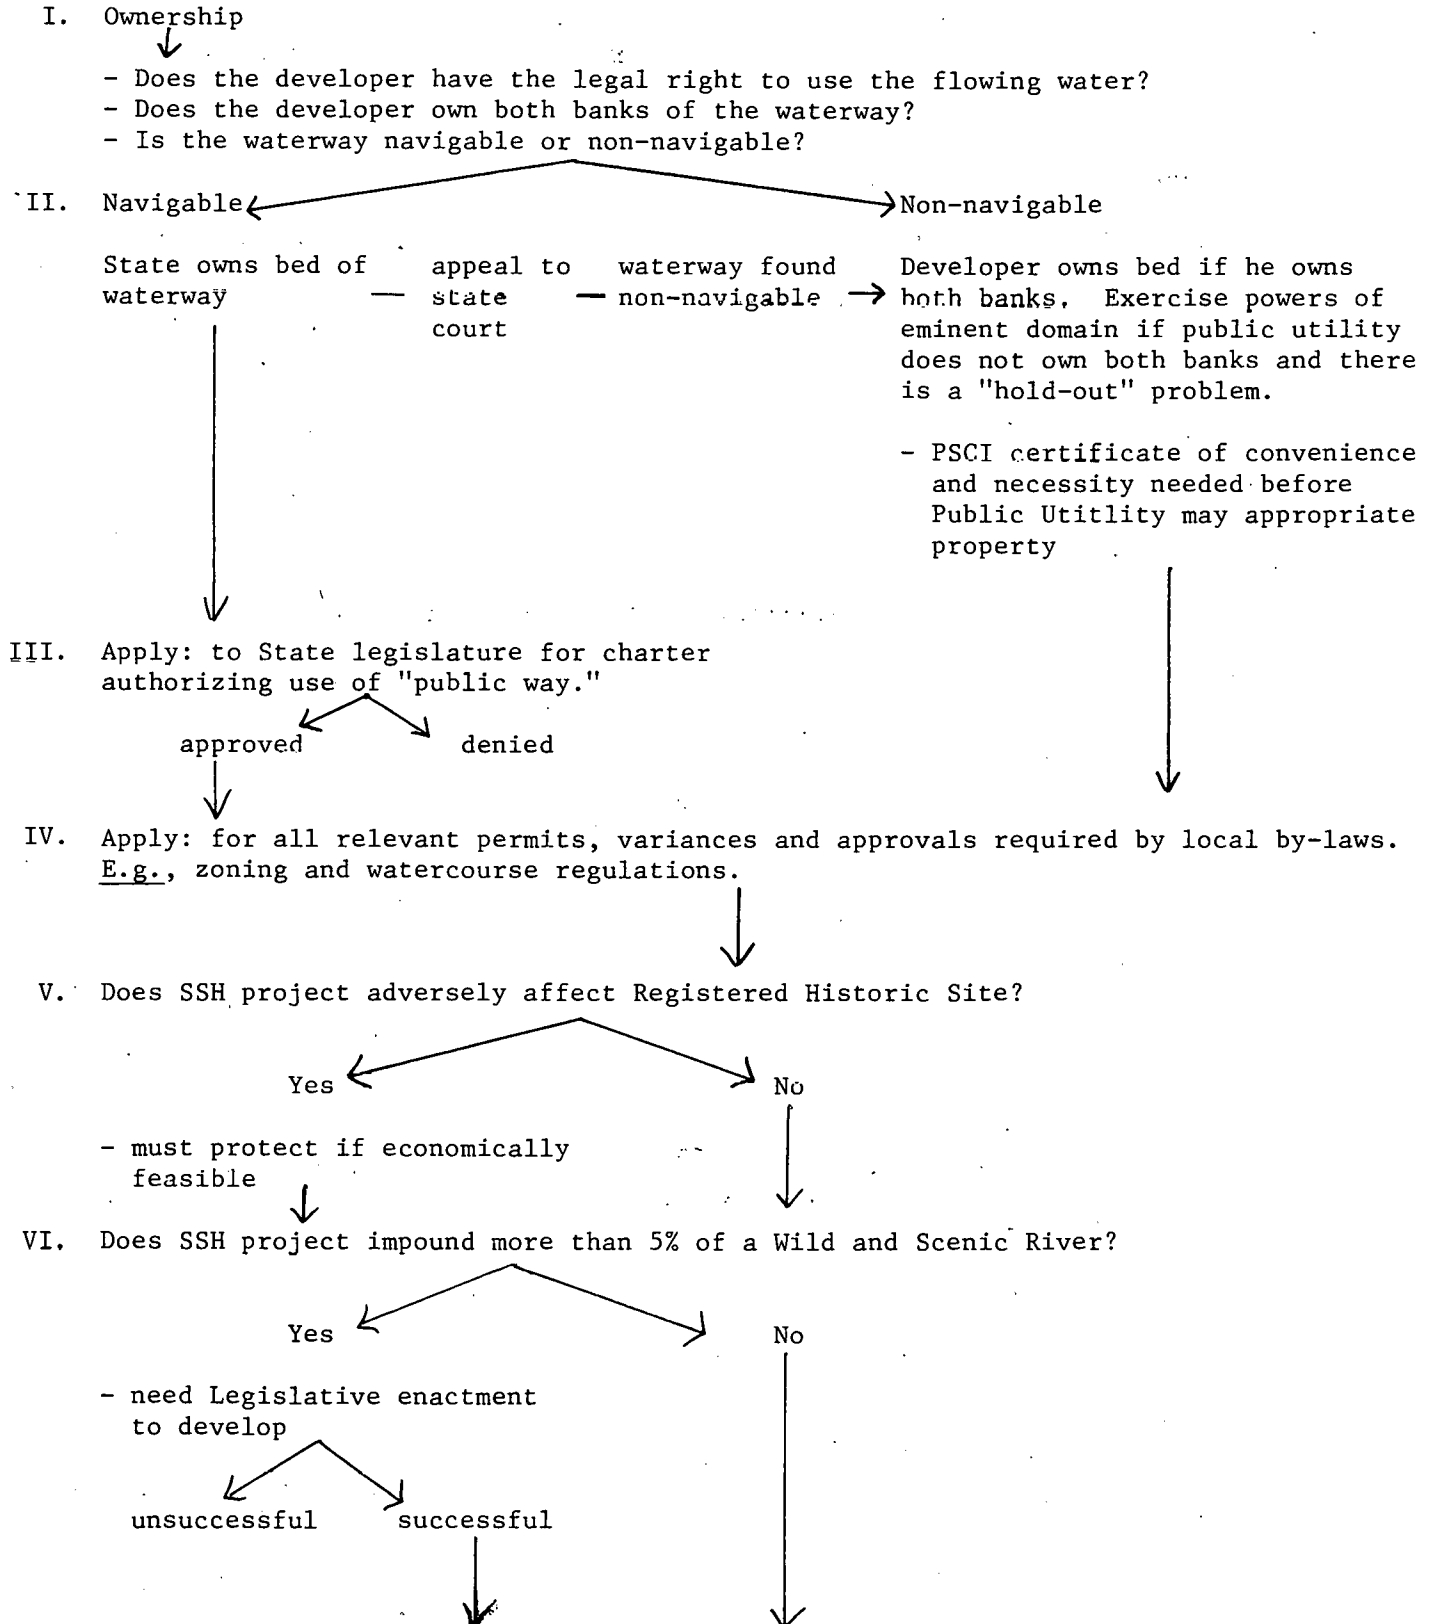 I. Ownership
- Does the developer have the legal right to use the flowing water?
- Does the developer own both banks of the waterway?
- Is the waterway navigable or non-navigable?
II. Navigable
Non-navigable
State owns bed of
waterway
appeal to
state
court
waterway found
non-navigable
Developer owns bed if he owns
both banks. Exercise powers of
eminent domain if public utility
does not own both banks and there
is a "hold-out" problem.
- PSCI certificate of convenience
and necessity needed before
Public Utitlity may appropriate
property
III. Apply: to State legislature for charter
authorizing use of "public way."
approved
denied
IV. Apply: for all relevant permits, variances and approvals required by local by-laws.
E.g., zoning and watercourse regulations.
V. Does SSH project adversely affect Registered Historic Site?
Yes
No
- must protect if economically
feasible
VI. Does SSH project impound more than 5% of a Wild and Scenic River?
Yes
No
- need Legislative enactment
to develop
unsuccessful
successful